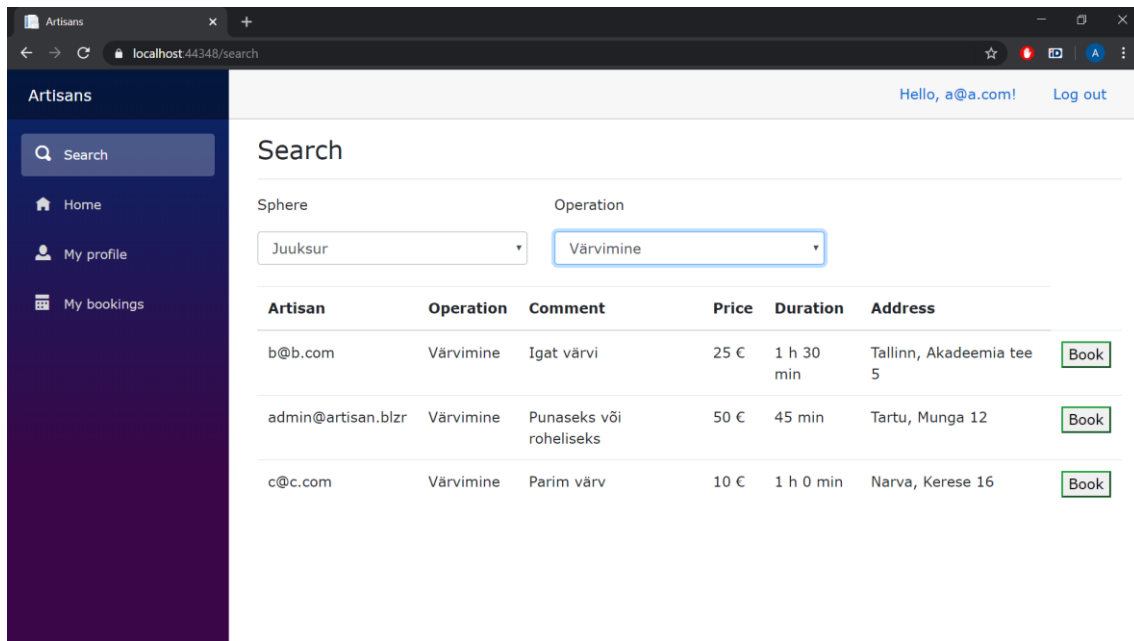 Artisans
localhost:44348/search
A
Artisans
Hello, a@a.com! Log out
Search
Home
My profile
My bookings
Search
Sphere Operation
Juuksur Värvimine
Artisan Operation Comment Price Duration Address
b@b.com Värvimine Igat värvi 25 € 1 h 30 Tallinn, Akadeemia tee Book
min 5
admin@artisan.blzr Värvimine Punaseks või 50 € 45 min Tartu, Munga 12 Book
roheliseks
c@c.com Värvimine Parim värv 10 € 1 h 0 min Narva, Kerese 16 Book